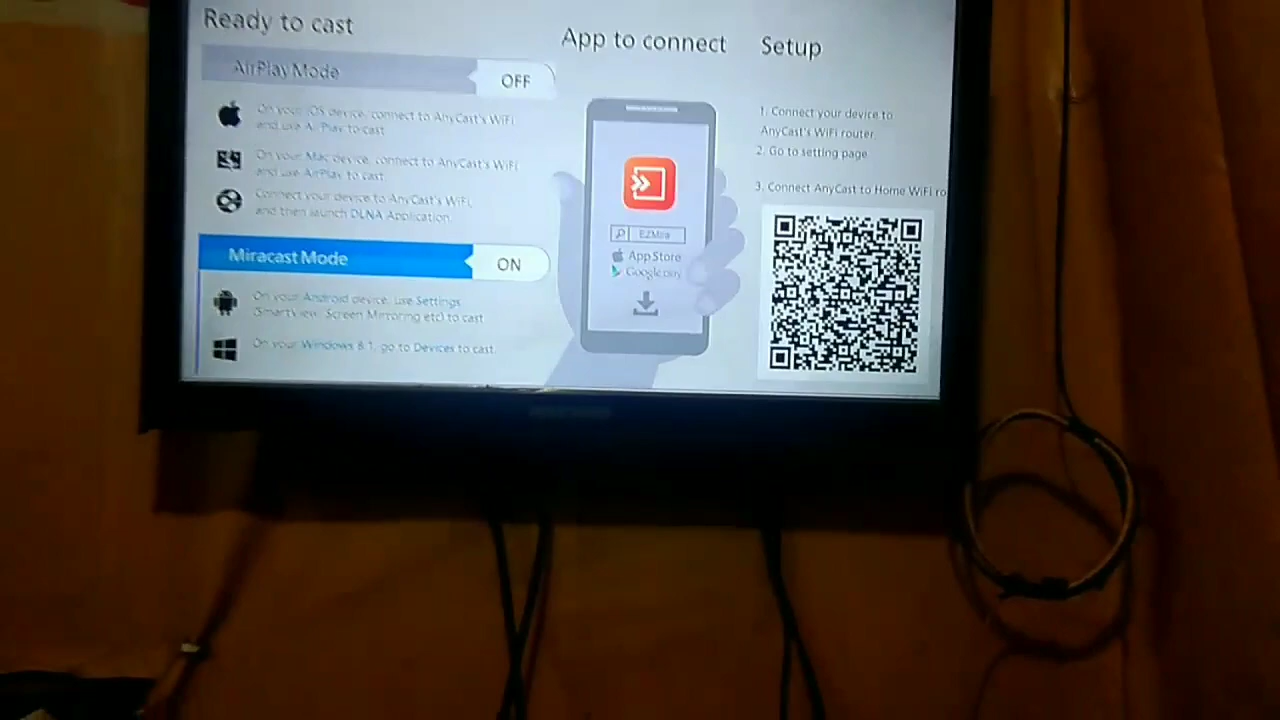 Ready to cast
AirPlay Mode
OFF
On your iOS device, connect to AnyCast's WiFi
and use AirPlay to cast
On your Mac device, connect to AnyCast's WiFi
and use AirPlay to cast
Connect your device to AnyCast's WiFi,
and then launch DLNA Application.
Miracast Mode
ON
On your Android device, use Settings
(Smartview, Screen Mirroring etc) to cast
On your Windows 8.1, go to Devices to cast.
App to connect
EZMira
App Store
Google play
Setup
1. Connect your device to
AnyCast's WiFi router.
2. Go to setting page
3. Connect AnyCast to Home WiFi ro